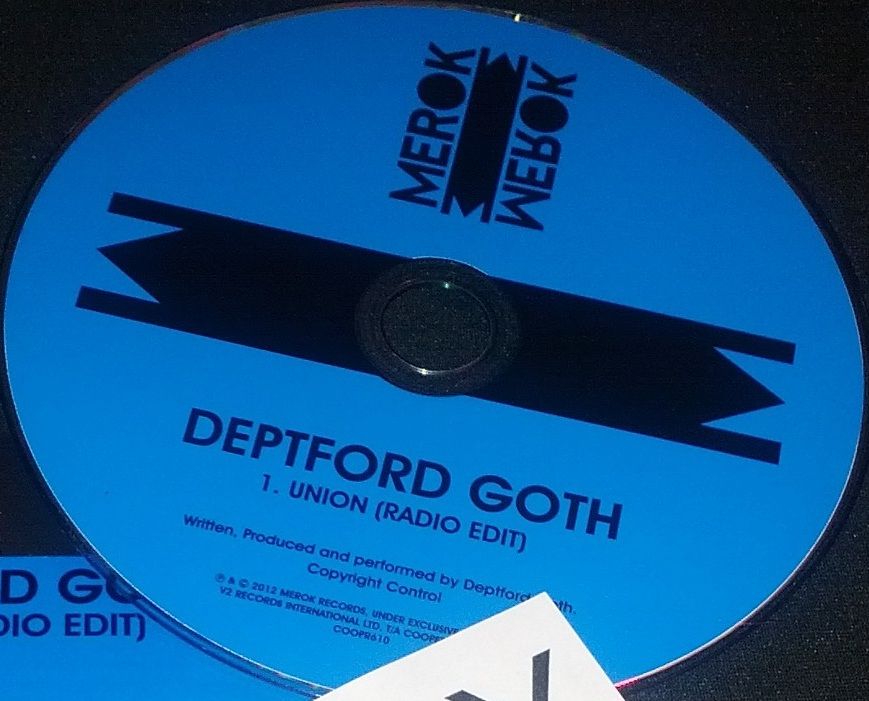 MEROK
MEROK
DEPTFORD GOTH
1. UNION (RADIO EDIT)
Written, Produced and performed by Deptford
Copyright Control
℗ & © 2012 MEROK RECORDS, UNDER EXCLUSIVE
V2 RECORDS INTERNATIONAL LTD. T/A COOPE
COOPR610
D GO
DIO EDIT)